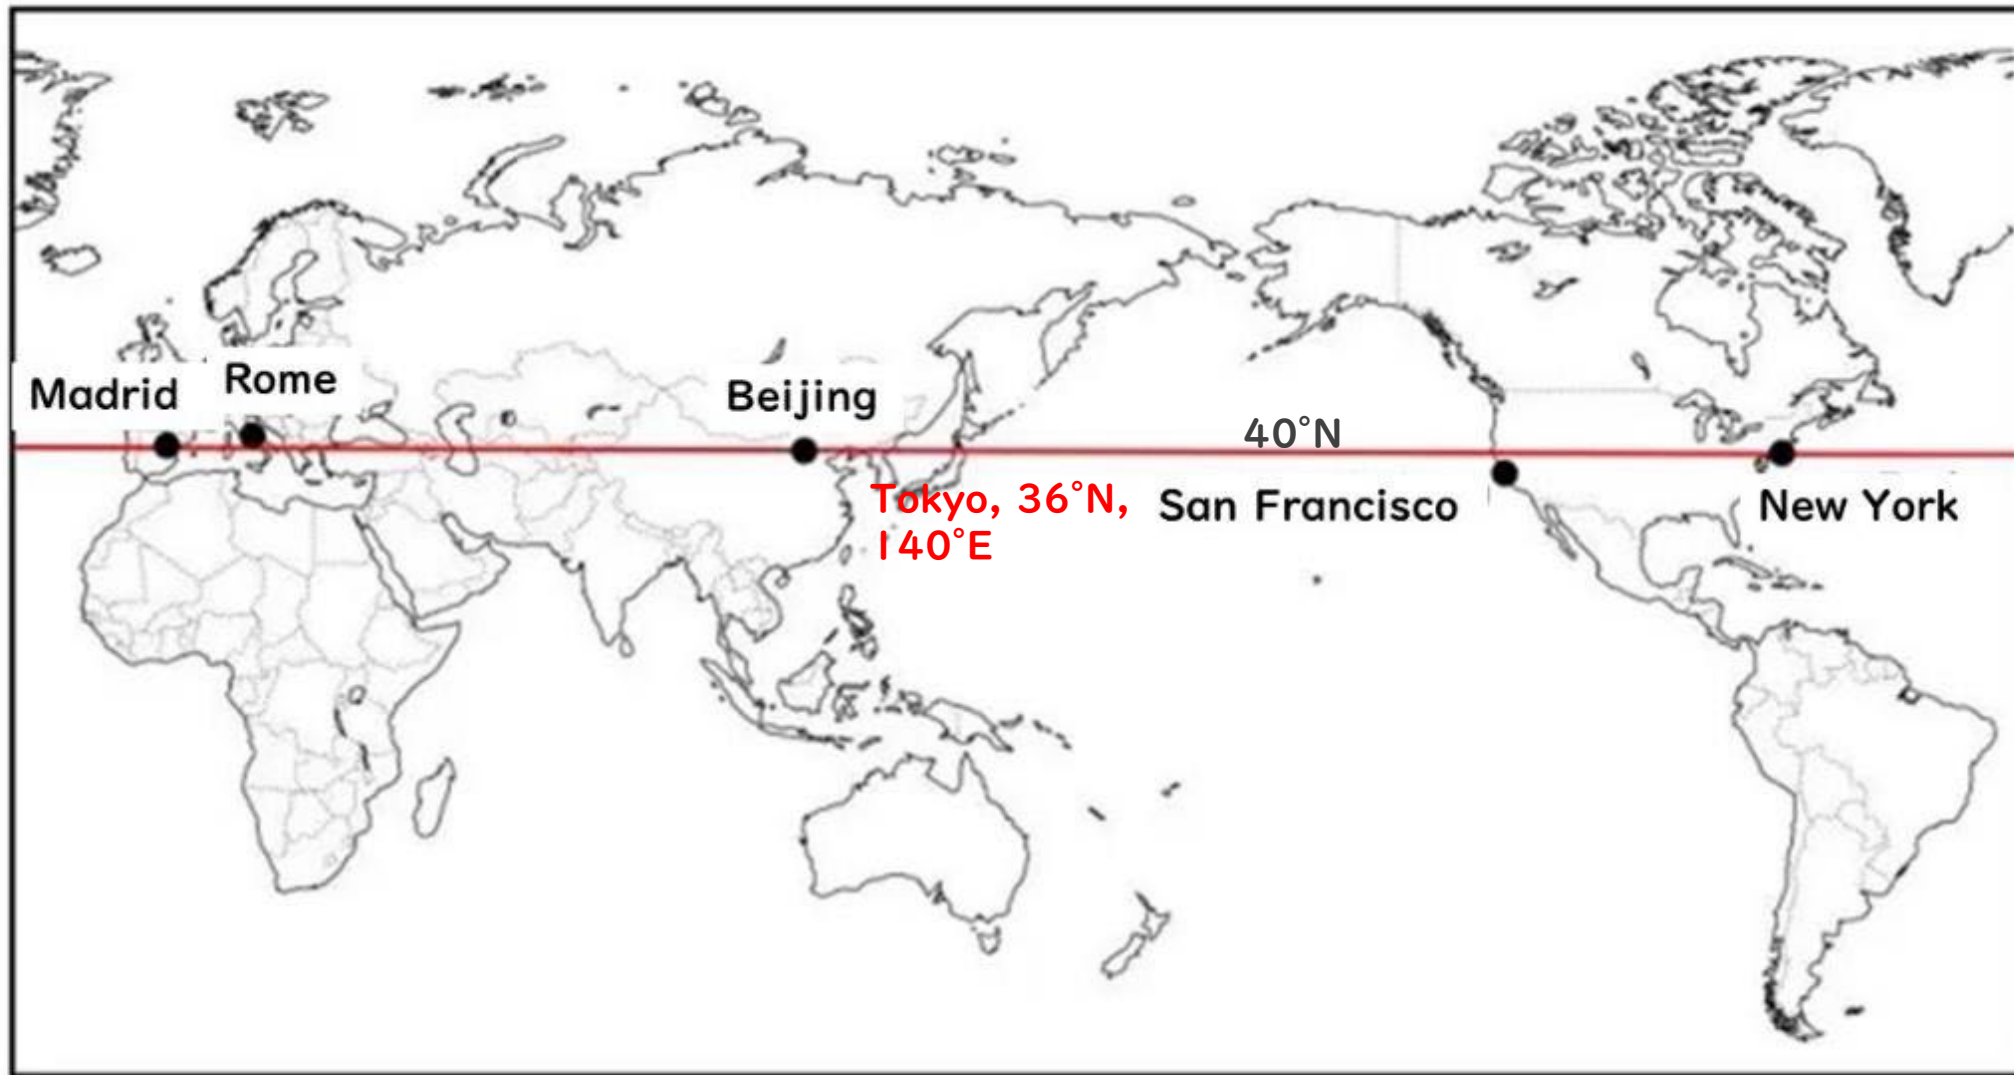 Madrid
Rome
Beijing
40°N
Tokyo, 36°N,
140°E
San Francisco
New York